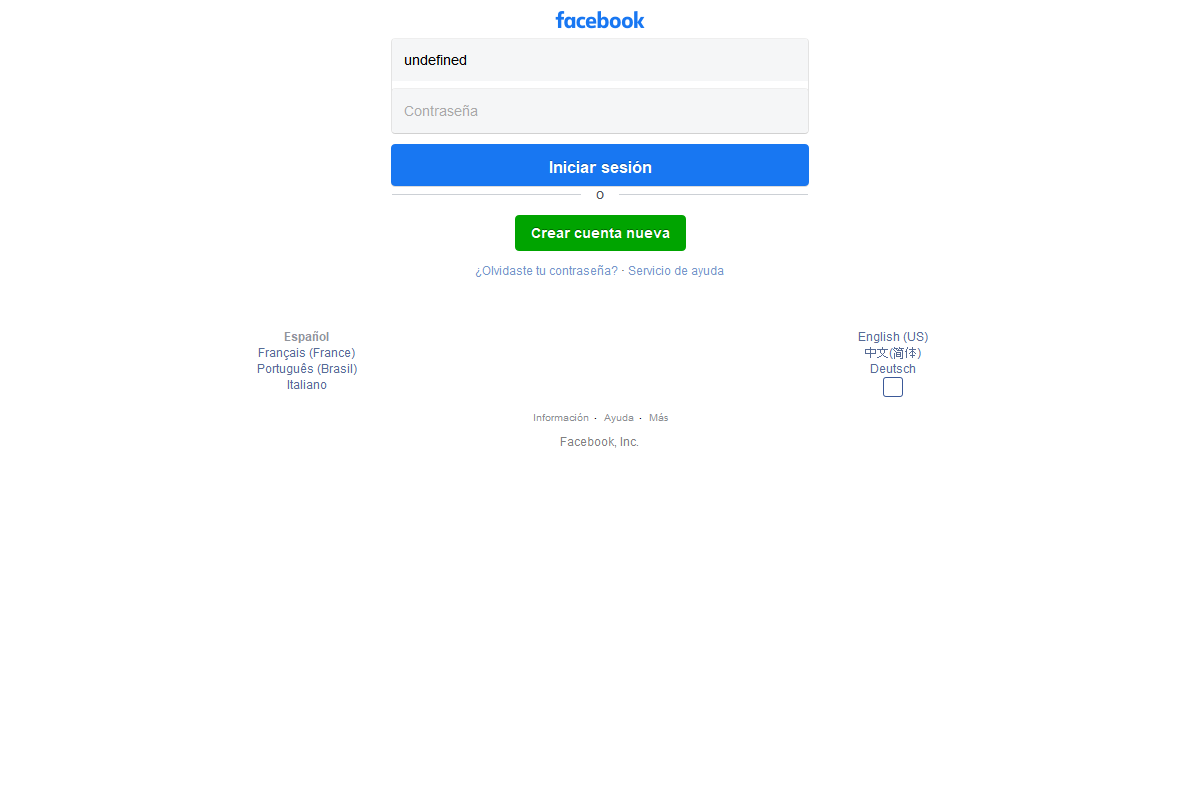 facebook
undefined
Contraseña
Iniciar sesión
o
Crear cuenta nueva
¿Olvidaste tu contraseña? · Servicio de ayuda
Español
Français (France)
Português (Brasil)
Italiano
English (US)
中文(简体)
Deutsch
Información · Ayuda · Más
Facebook, Inc.